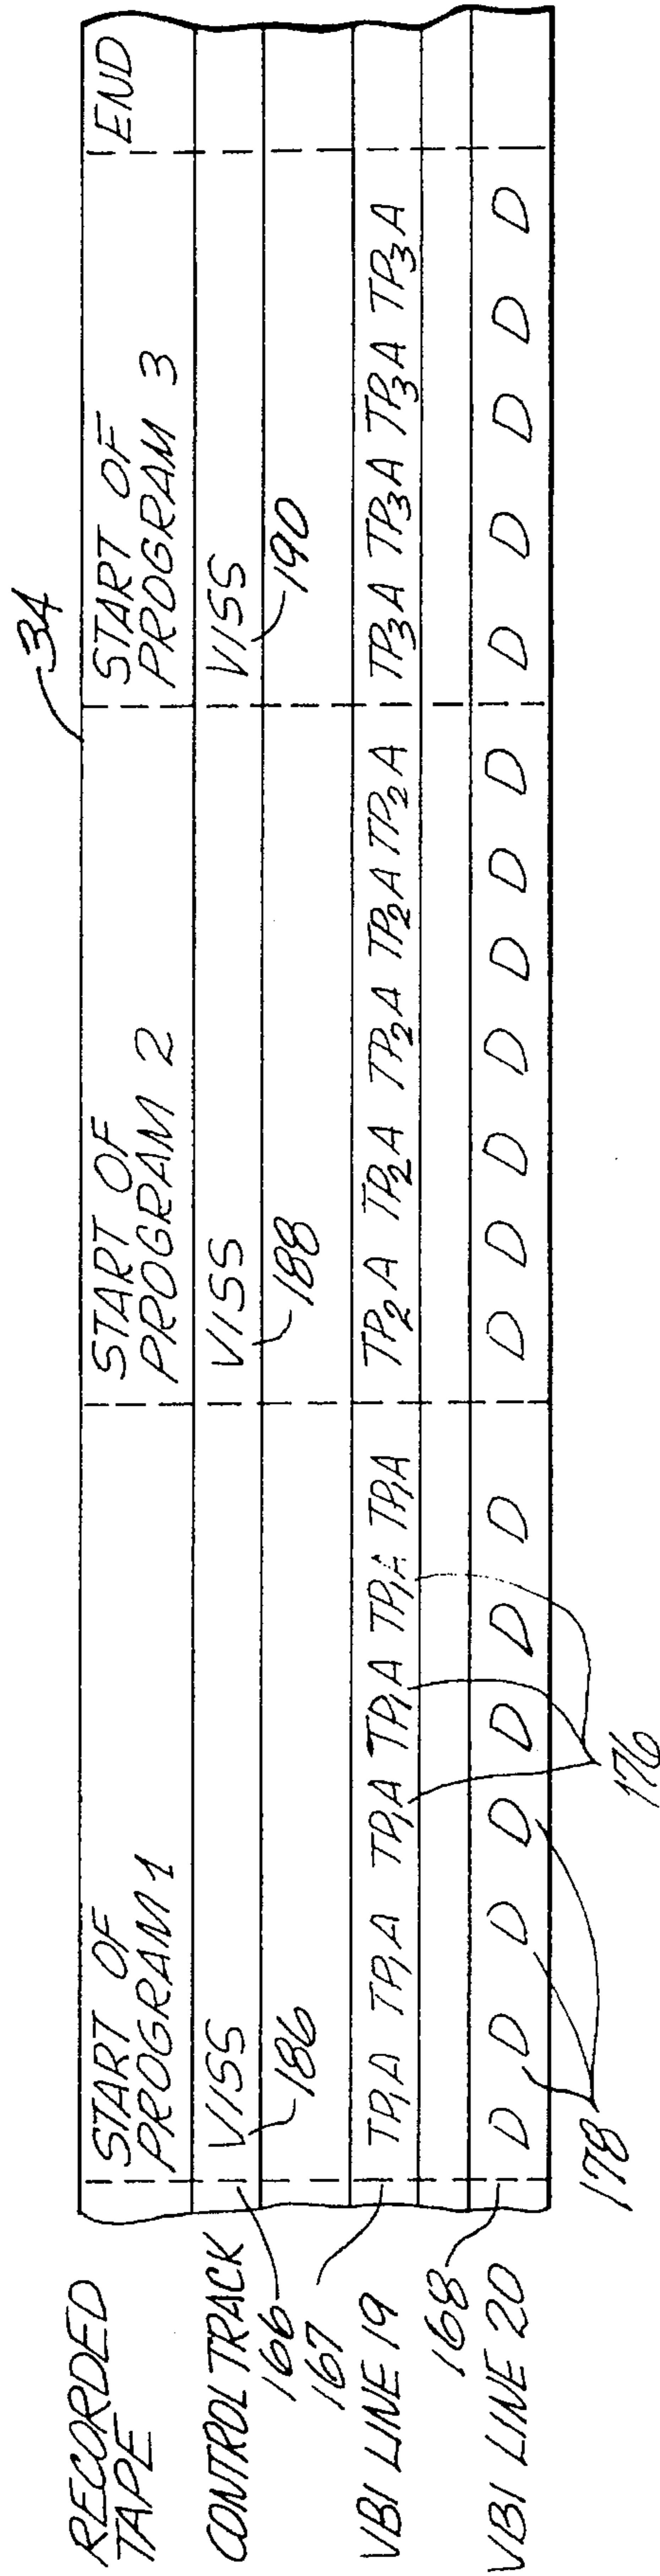 34
RECORDED TAPE
START OF PROGRAM 1
START OF PROGRAM 2
START OF PROGRAM 3
END
CONTROL TRACK
VISS
VISS
VISS
166
186
188
190
167
VBI LINE 19
TP₁A TP₁A TP₁A TP₁A TP₁A TP₁A
TP₂A TP₂A TP₂A TP₂A TP₂A
TP₃A TP₃A TP₃A TP₃A
168
VBI LINE 20
D D D D D D D
D D D D D D D
D D D D D
178
176